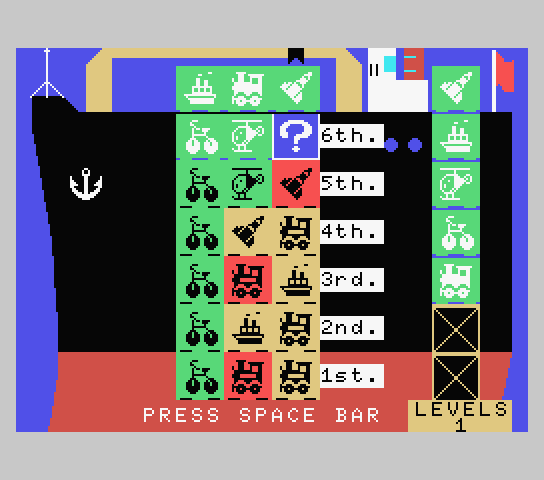 ?
6th.
5th.
4th.
3rd.
2nd.
1st.
PRESS SPACE BAR
LEVELS
1